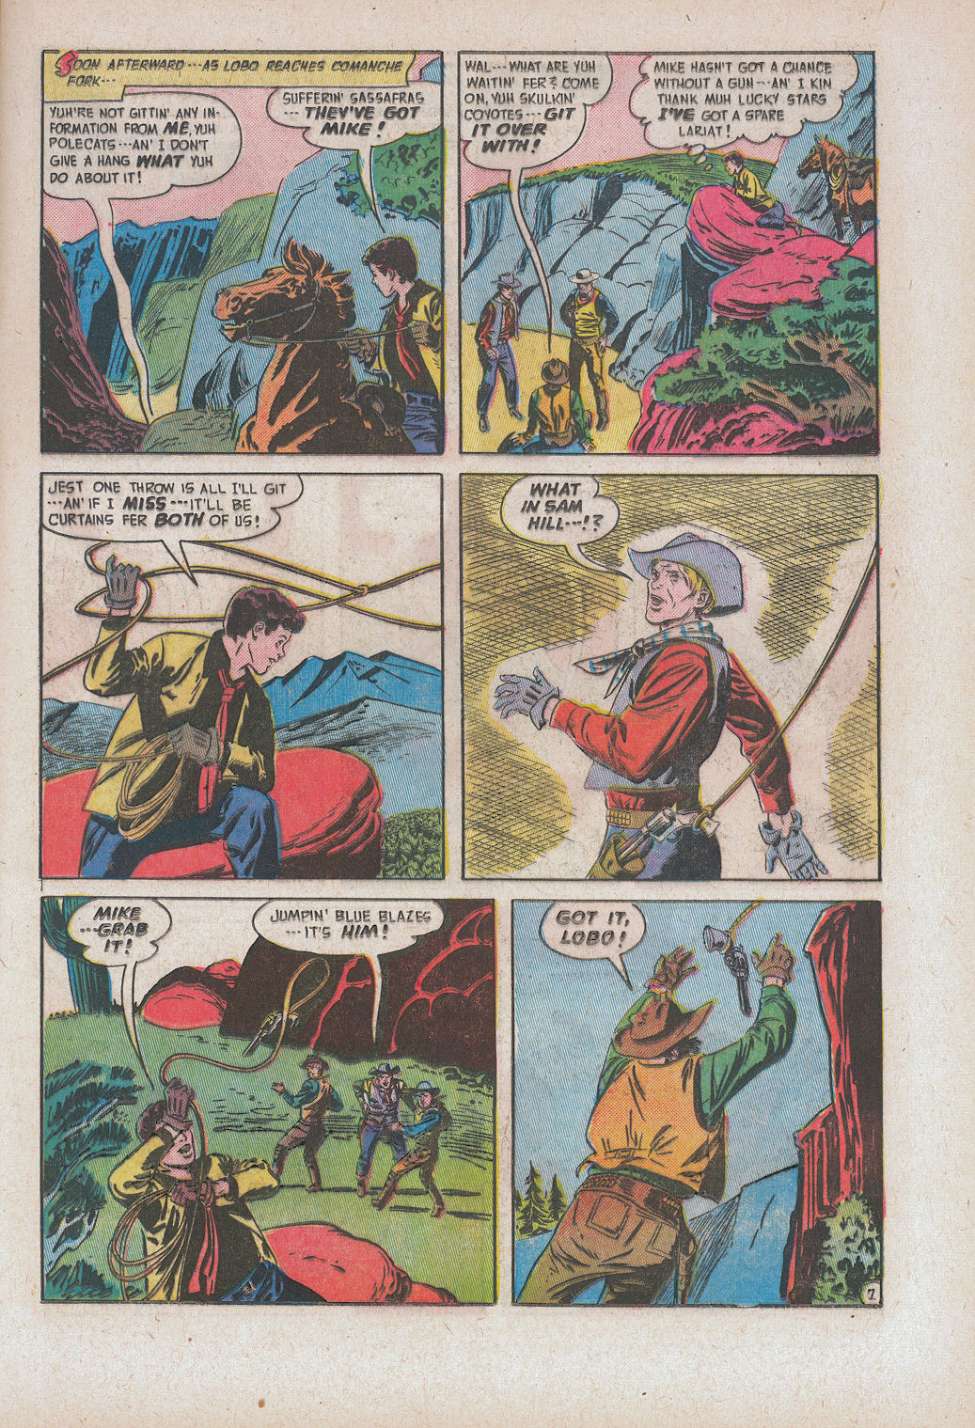 SOON AFTERWARD---AS LOBO REACHES COMANCHE
FORK---
YUH'RE NOT GITTIN' ANY IN-
FORMATION FROM ME, YUH
POLECATS---AN' I DON'T
GIVE A HANG WHAT YUH
DO ABOUT IT!
SUFFERIN' SASSAFRAS
---THEY'VE GOT
MIKE!
WAL---WHAT ARE YUH
WAITIN' FER? COME
ON, YUH SKULKIN'
COYOTES---GIT
IT OVER
WITH!
MIKE HASN'T GOT A CHANCE
WITHOUT A GUN---AN' I KIN
THANK MUH LUCKY STARS
I'VE GOT A SPARE
LARIAT!
JEST ONE THROW IS ALL I'LL GIT
---AN' IF I MISS---IT'LL BE
CURTAINS FER BOTH OF US!
WHAT
IN SAM
HILL---!?
MIKE
---GRAB
IT!
JUMPIN' BLUE BLAZES
---IT'S HIM!
GOT IT,
LOBO!
7